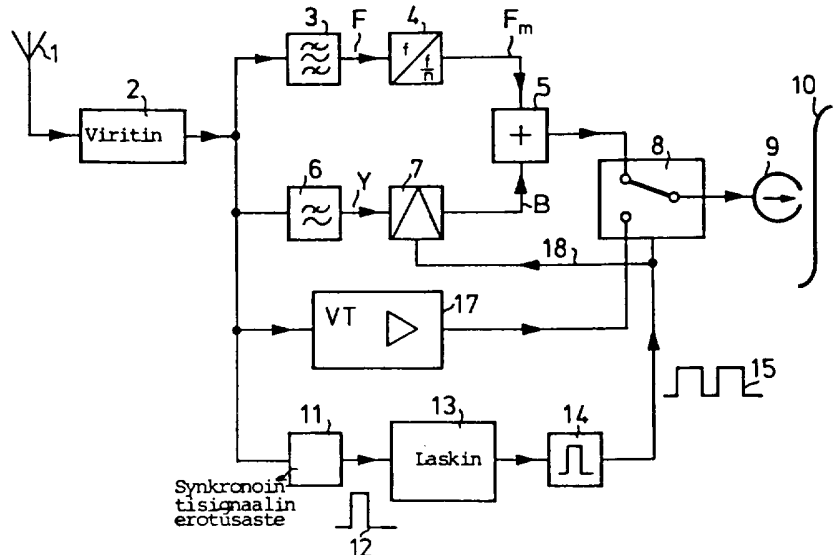 1
2
Viritin
3
F
4
f
f/n
Fm
5
+
6
Y
7
B
8
9
10
18
VT
17
15
11
13
Laskin
14
Synkronoin
tisignaalin
erotusaste
12